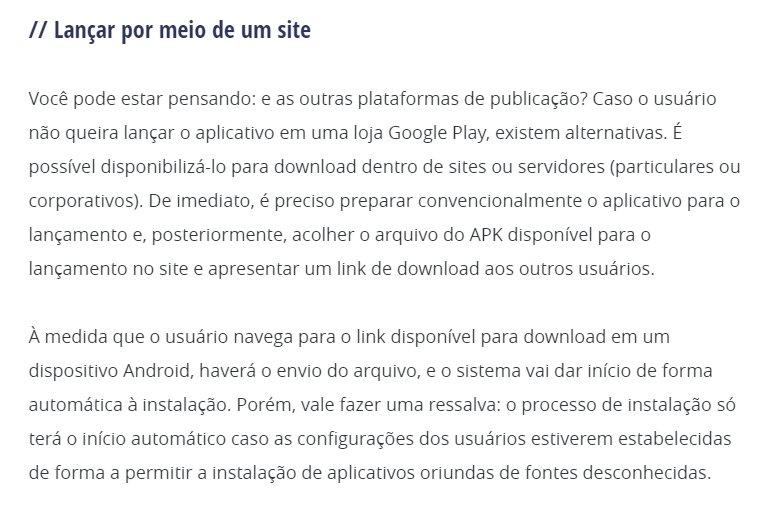 // Lançar por meio de um site
Você pode estar pensando: e as outras plataformas de publicação? Caso o usuário
não queira lançar o aplicativo em uma loja Google Play, existem alternativas. É
possível disponibilizá-lo para download dentro de sites ou servidores (particulares ou
corporativos). De imediato, é preciso preparar convencionalmente o aplicativo para o
lançamento e, posteriormente, acolher o arquivo do APK disponível para o
lançamento no site e apresentar um link de download aos outros usuários.
À medida que o usuário navega para o link disponível para download em um
dispositivo Android, haverá o envio do arquivo, e o sistema vai dar início de forma
automática à instalação. Porém, vale fazer uma ressalva: o processo de instalação só
terá o início automático caso as configurações dos usuários estiverem estabelecidas
de forma a permitir a instalação de aplicativos oriundas de fontes desconhecidas.